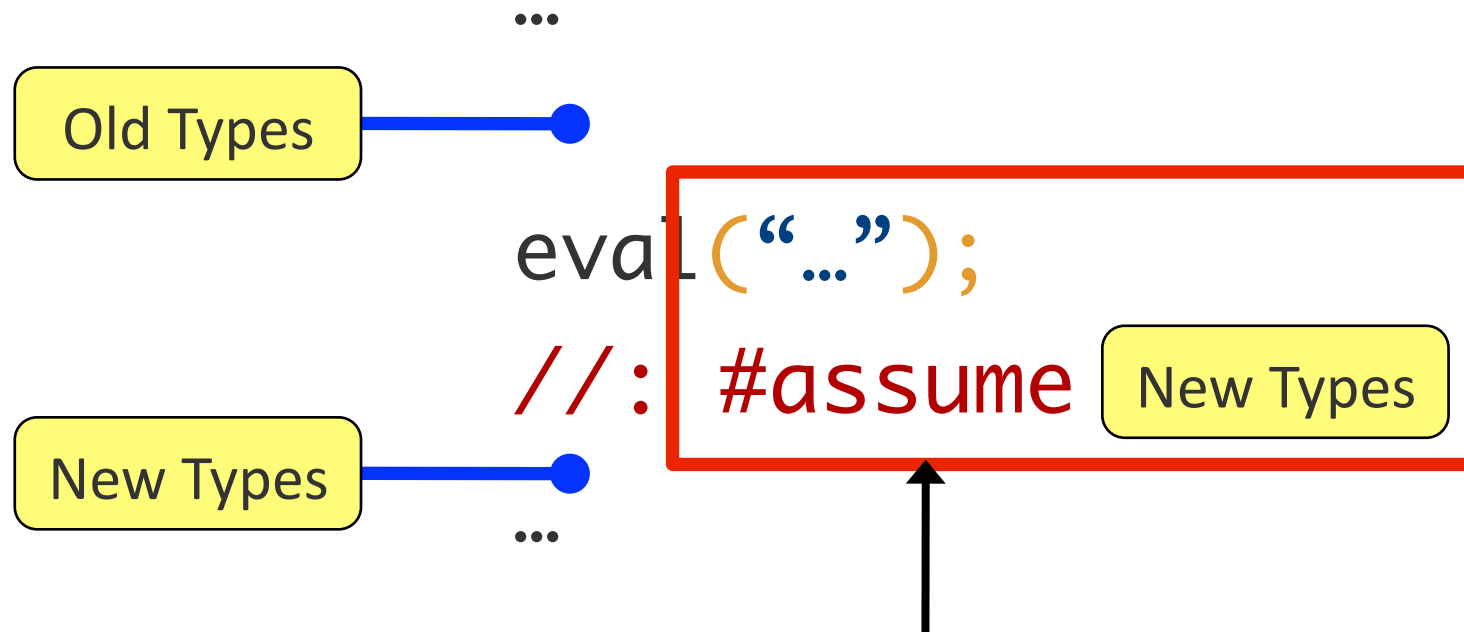 …
Old Types
eval(“…”);
//: #assume New Types
New Types
…